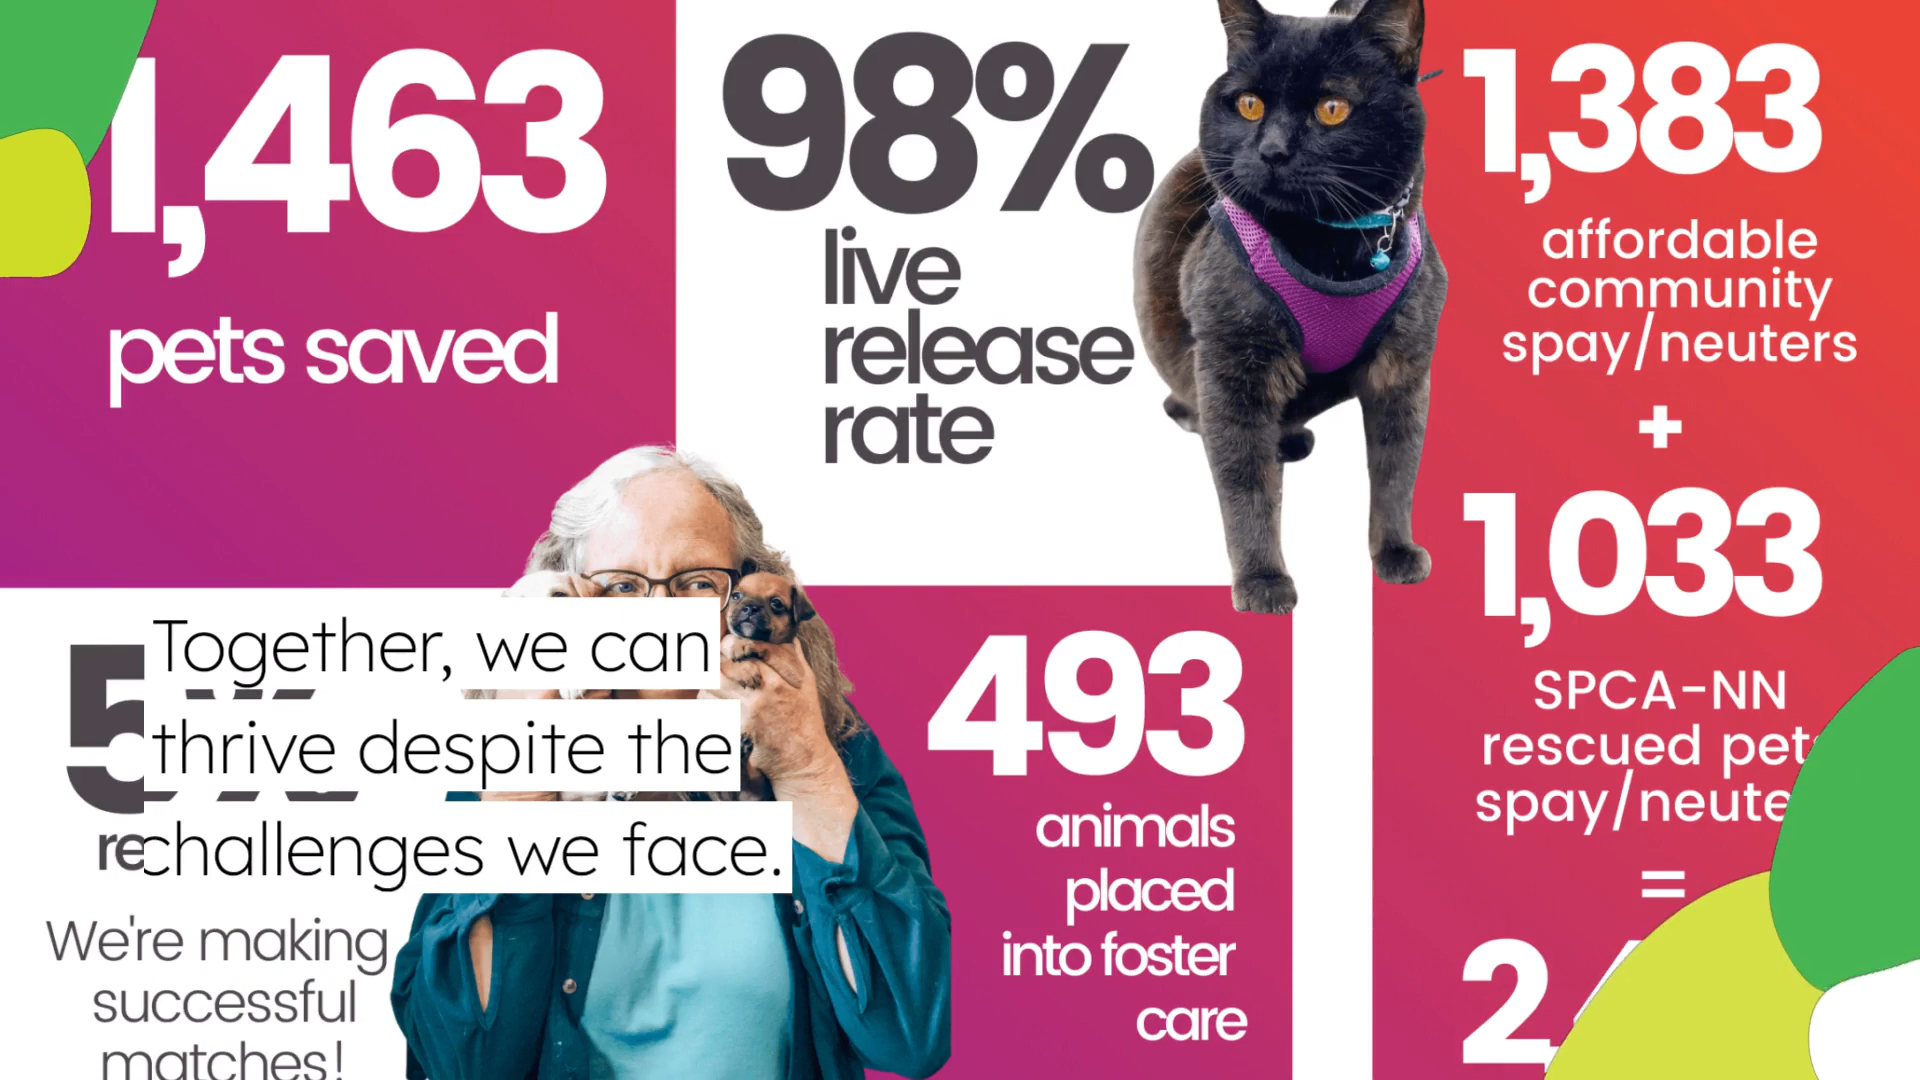 1,463
pets saved
98%
live
release
rate
1,383
affordable
community
spay/neuters
+
1,033
SPCA-NN
rescued
=
Together, we can
thrive despite the
challenges we face.
We're making
successful
matches!
493
animals
placed
into foster
care